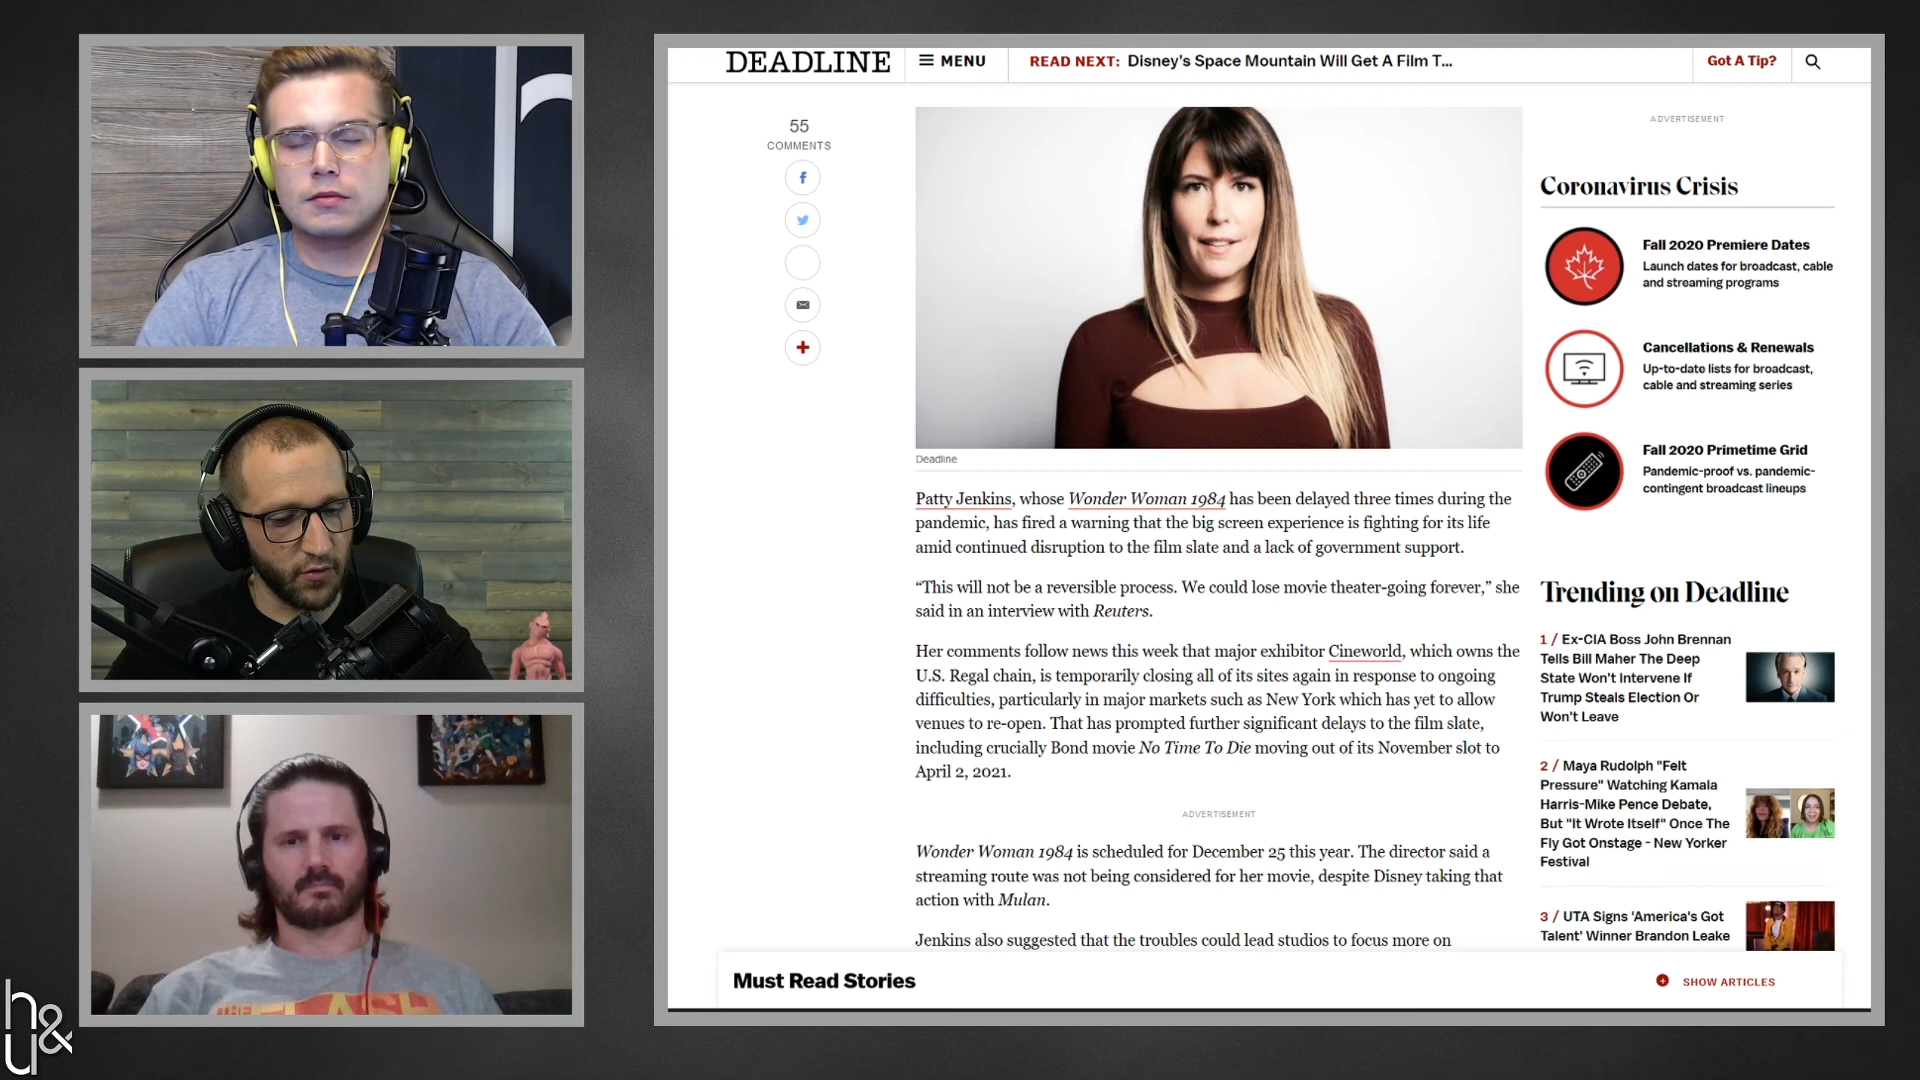 DEADLINE
MENU
READ NEXT: Disney's Space Mountain Will Get A Film T...
Got A Tip?
55
COMMENTS
ADVERTISEMENT
Coronavirus Crisis
Fall 2020 Premiere Dates
Launch dates for broadcast, cable
and streaming programs
Cancellations & Renewals
Up-to-date lists for broadcast,
cable and streaming series
Fall 2020 Primetime Grid
Pandemic-proof vs. pandemic-
contingent broadcast lineups
Deadline
Patty Jenkins, whose Wonder Woman 1984 has been delayed three times during the
pandemic, has fired a warning that the big screen experience is fighting for its life
amid continued disruption to the film slate and a lack of government support.
“This will not be a reversible process. We could lose movie theater-going forever,” she
said in an interview with Reuters.
Her comments follow news this week that major exhibitor Cineworld, which owns the
U.S. Regal chain, is temporarily closing all of its sites again in response to ongoing
difficulties, particularly in major markets such as New York which has yet to allow
venues to re-open. That has prompted further significant delays to the film slate,
including crucially Bond movie No Time To Die moving out of its November slot to
April 2, 2021.
ADVERTISEMENT
Wonder Woman 1984 is scheduled for December 25 this year. The director said a
streaming route was not being considered for her movie, despite Disney taking that
action with Mulan.
Jenkins also suggested that the troubles could lead studios to focus more on
Trending on Deadline
1 / Ex-CIA Boss John Brennan
Tells Bill Maher The Deep
State Won't Intervene If
Trump Steals Election Or
Won't Leave
2 / Maya Rudolph "Felt
Pressure" Watching Kamala
Harris-Mike Pence Debate,
But "It Wrote Itself" Once The
Fly Got Onstage - New Yorker
Festival
3 / UTA Signs 'America's Got
Talent' Winner Brandon Leake
Must Read Stories
SHOW ARTICLES
THE FLASH
h&u